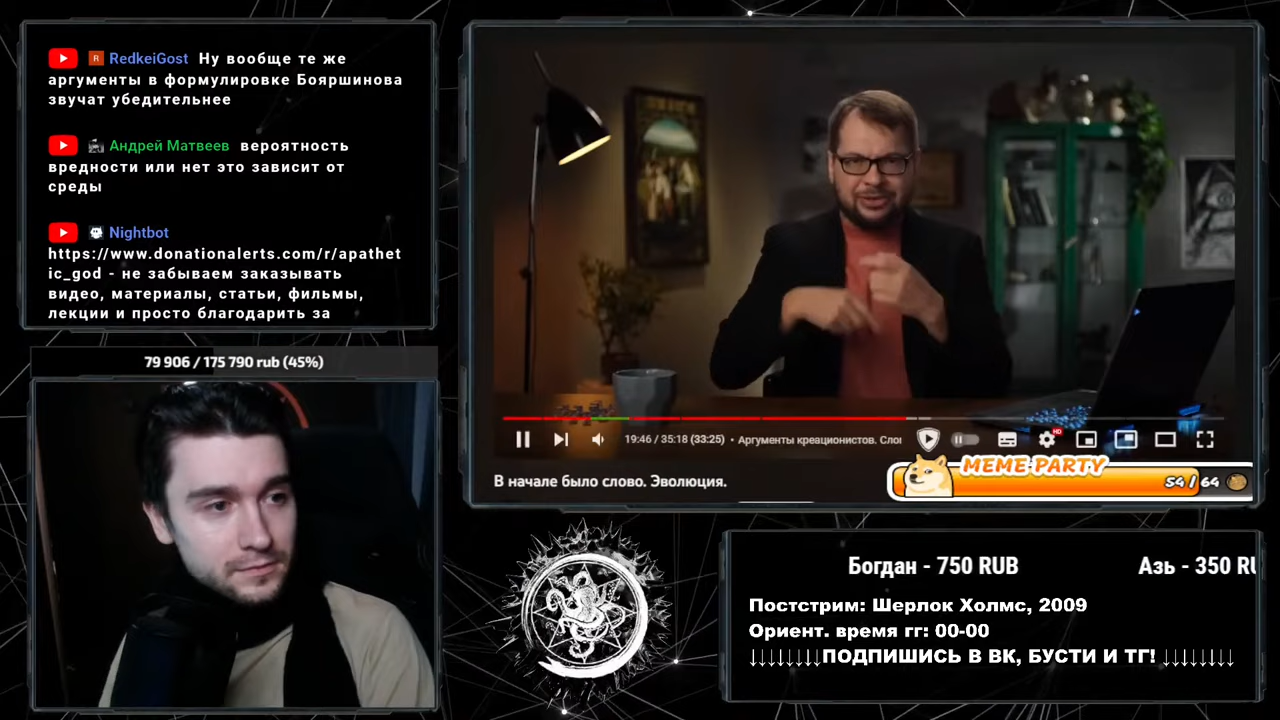 RedkeiGost Ну вообще те же
аргументы в формулировке Бояршинова
звучат убедительнее
Андрей Матвеев вероятность
вредности или нет это зависит от
среды
Nightbot
https://www.donationalerts.com/r/apathet
ic_god - не забываем заказывать
видео, материалы, статьи, фильмы,
лекции и просто благодарить за
79 906 / 175 790 rub (45%)
19:46 / 35:18 (33:25) • Аргументы креационистов. Слоı
HD
В начале было слово. Эволюция.
MEME PARTY
54 / 64
Богдан - 750 RUB
Азь - 350 RU
Постстрим: Шерлок Холмс, 2009
Ориент. время гг: 00-00
↓↓↓↓↓↓↓↓ПОДПИШИСЬ В ВК, БУСТИ И ТГ! ↓↓↓↓↓↓↓↓